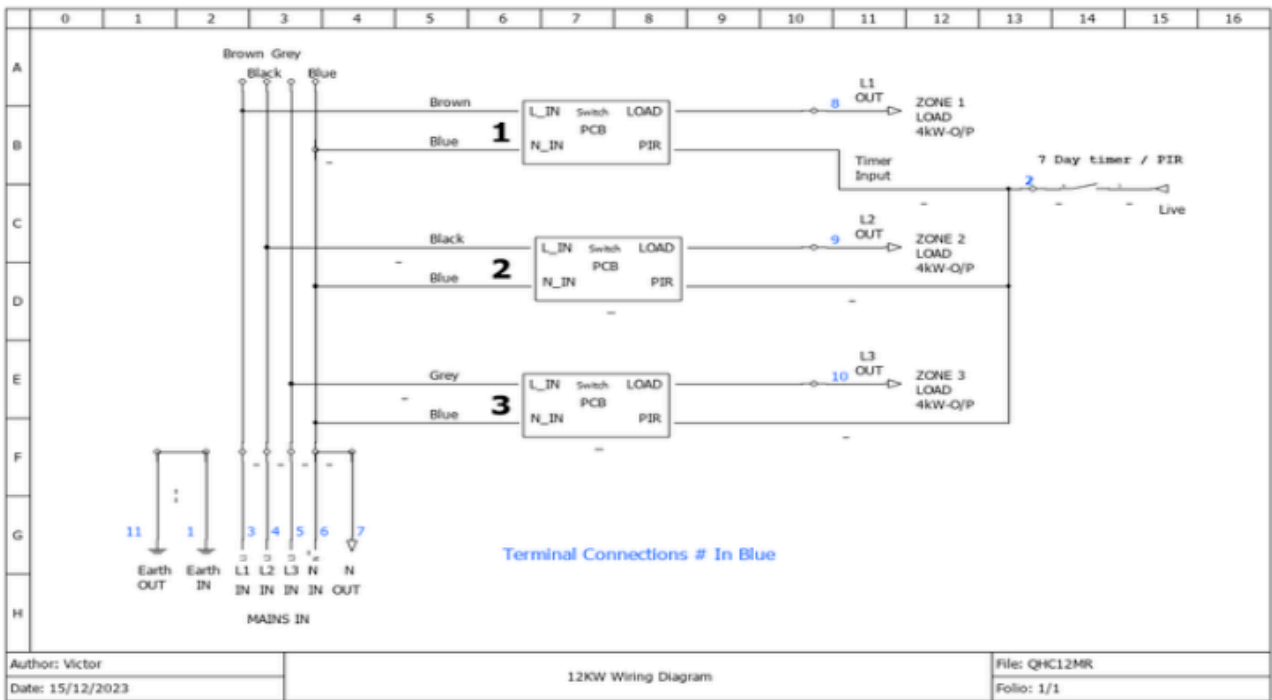 0 1 2 3 4 5 6 7 8 9 10 11 12 13 14 15 16
A
B
C
D
E
F
G
H
Brown Grey
Black Blue
Brown
Blue
1
L_IN Switch LOAD
PCB
N_IN PIR
8
L1
OUT
ZONE 1
LOAD
4kW-O/P
Timer
Input
7 Day timer / PIR
2
Live
Black
Blue
2
L_IN Switch LOAD
PCB
N_IN PIR
9
L2
OUT
ZONE 2
LOAD
4kW-O/P
Grey
Blue
3
L_IN Switch LOAD
PCB
N_IN PIR
10
L3
OUT
ZONE 3
LOAD
4kW-O/P
11 1 3 4 5 6 7
Earth Earth L1 L2 L3 N N
OUT IN IN IN IN IN OUT
MAINS IN
Terminal Connections # In Blue
Author: Victor
Date: 15/12/2023
12KW Wiring Diagram
File: QHC12MR
Folio: 1/1